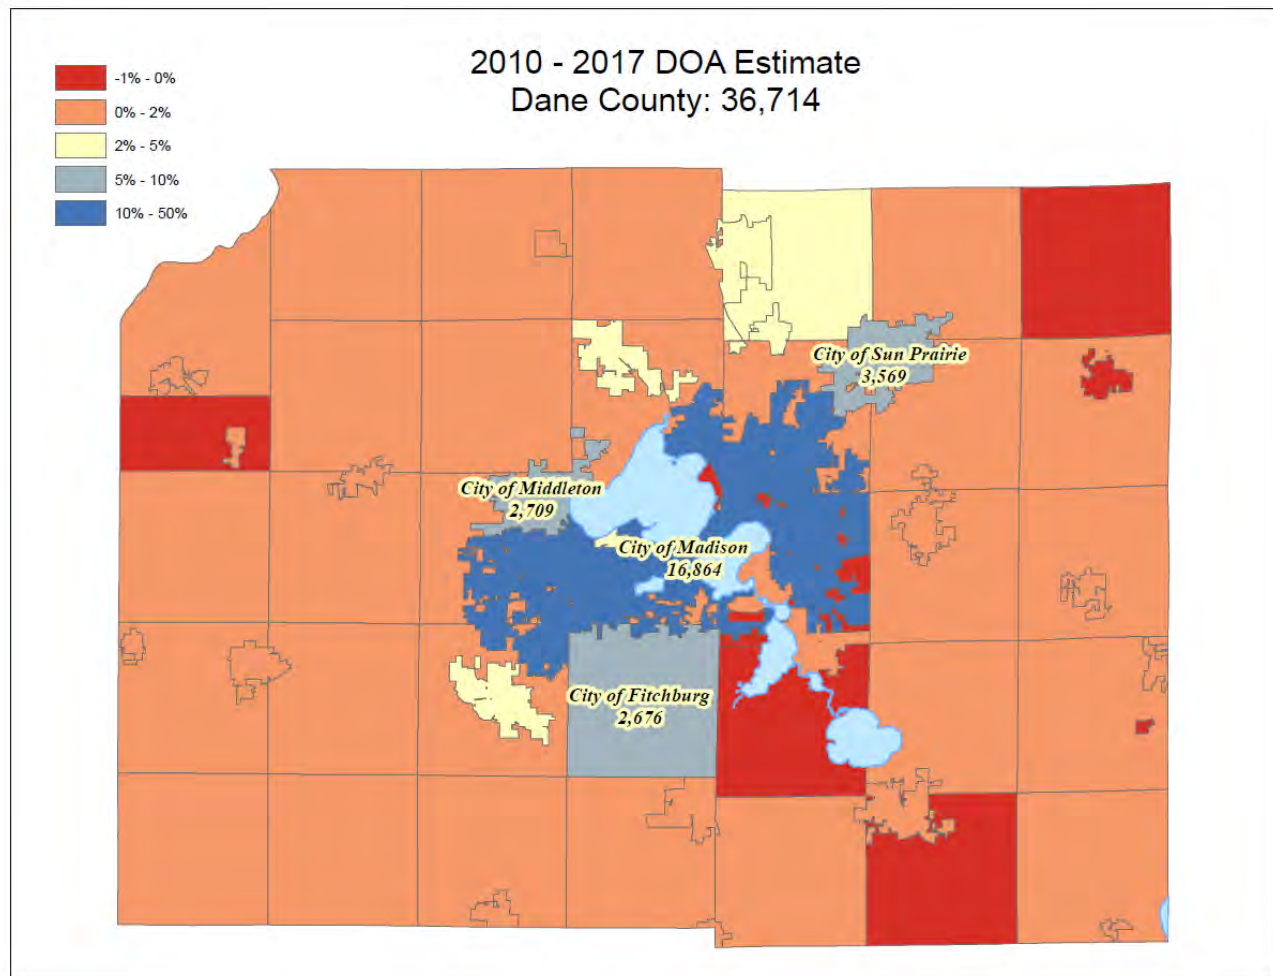 2010 - 2017 DOA Estimate
Dane County: 36,714
-1% - 0%
0% - 2%
2% - 5%
5% - 10%
10% - 50%
City of Sun Prairie
3,569
City of Middleton
2,709
City of Madison
16,864
City of Fitchburg
2,676